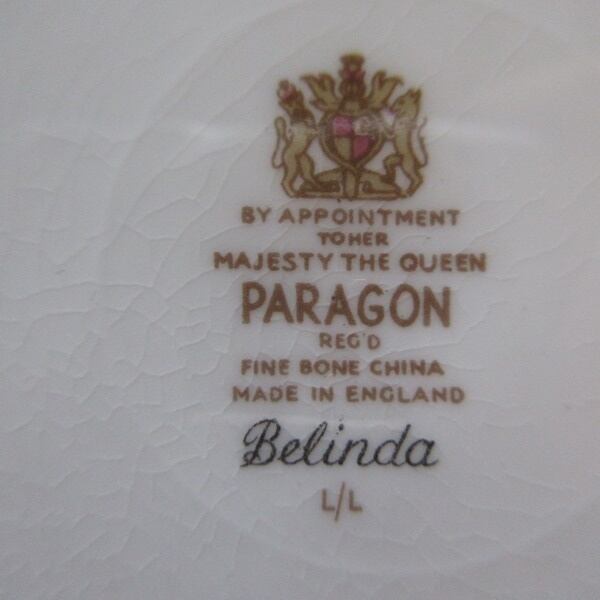 BY APPOINTMENT
TO HER
MAJESTY THE QUEEN
PARAGON
REG'D
FINE BONE CHINA
MADE IN ENGLAND
Belinda
L/L